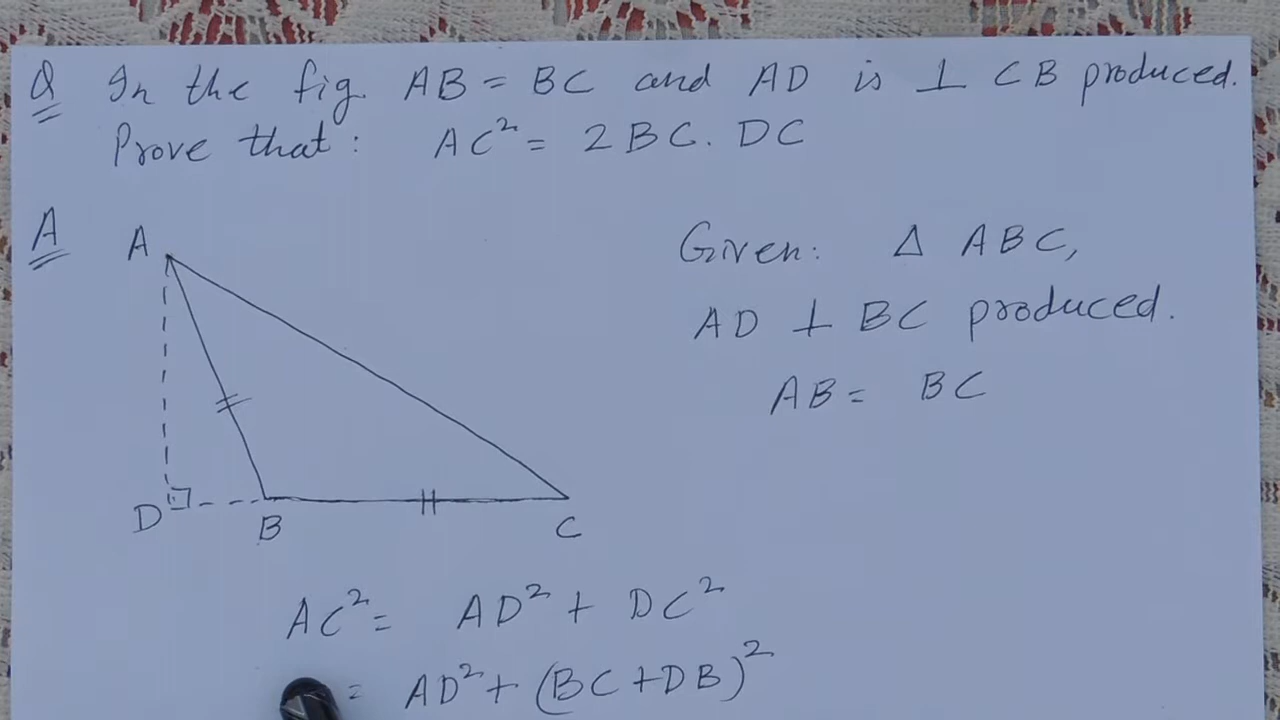 Q In the fig. AB = BC and AD is ⊥ CB produced.
Prove that: AC² = 2BC. DC
A
A
Given: Δ ABC,
AD ⊥ BC produced.
AB = BC
D
B
C
AC² = AD² + DC²
= AD² + (BC+DB)²